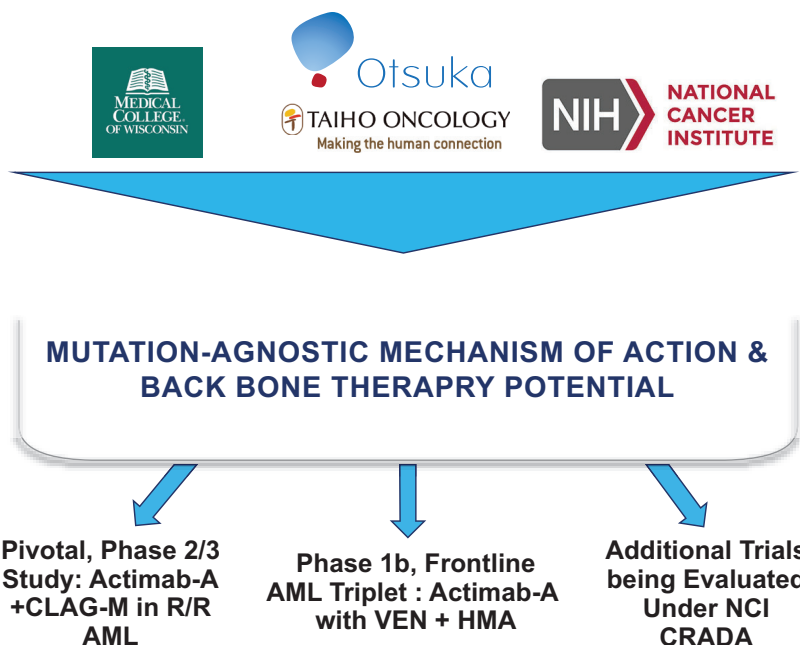 MEDICAL
COLLEGE
OF WISCONSIN
Otsuka
TAIHO ONCOLOGY
Making the human connection
NIH
NATIONAL
CANCER
INSTITUTE
MUTATION-AGNOSTIC MECHANISM OF ACTION &
BACK BONE THERAPRY POTENTIAL
Pivotal, Phase 2/3
Study: Actimab-A
+CLAG-M in R/R
AML
Phase 1b, Frontline
AML Triplet : Actimab-A
with VEN + HMA
Additional Trials
being Evaluated
Under NCI
CRADA